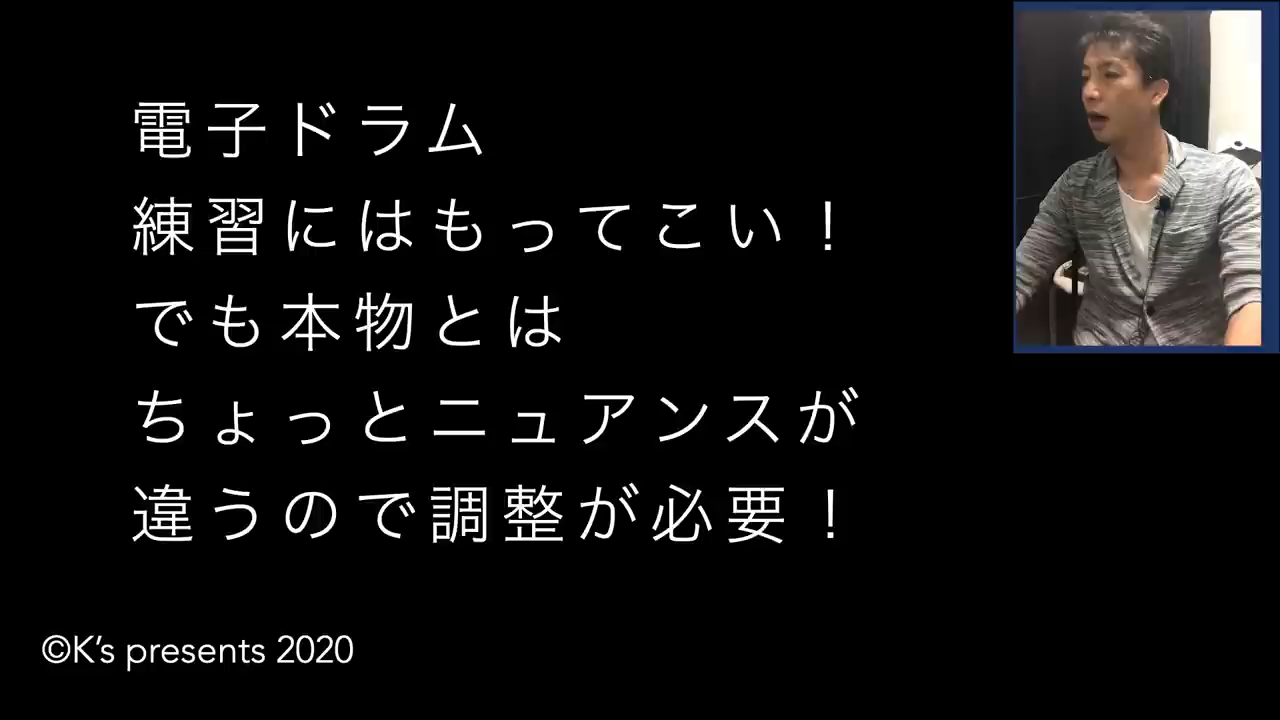 電子ドラム
練習にはもってこい！
でも本物とは
ちょっとニュアンスが
違うので調整が必要！
©K’s presents 2020